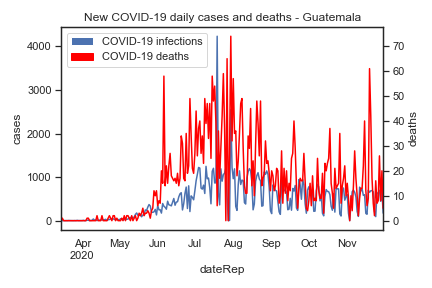 New COVID-19 daily cases and deaths - Guatemala
COVID-19 infections
COVID-19 deaths
4000
3000
2000
1000
0
cases
70
60
50
40
30
20
10
0
deaths
Apr May Jun Jul Aug Sep Oct Nov
2020
dateRep